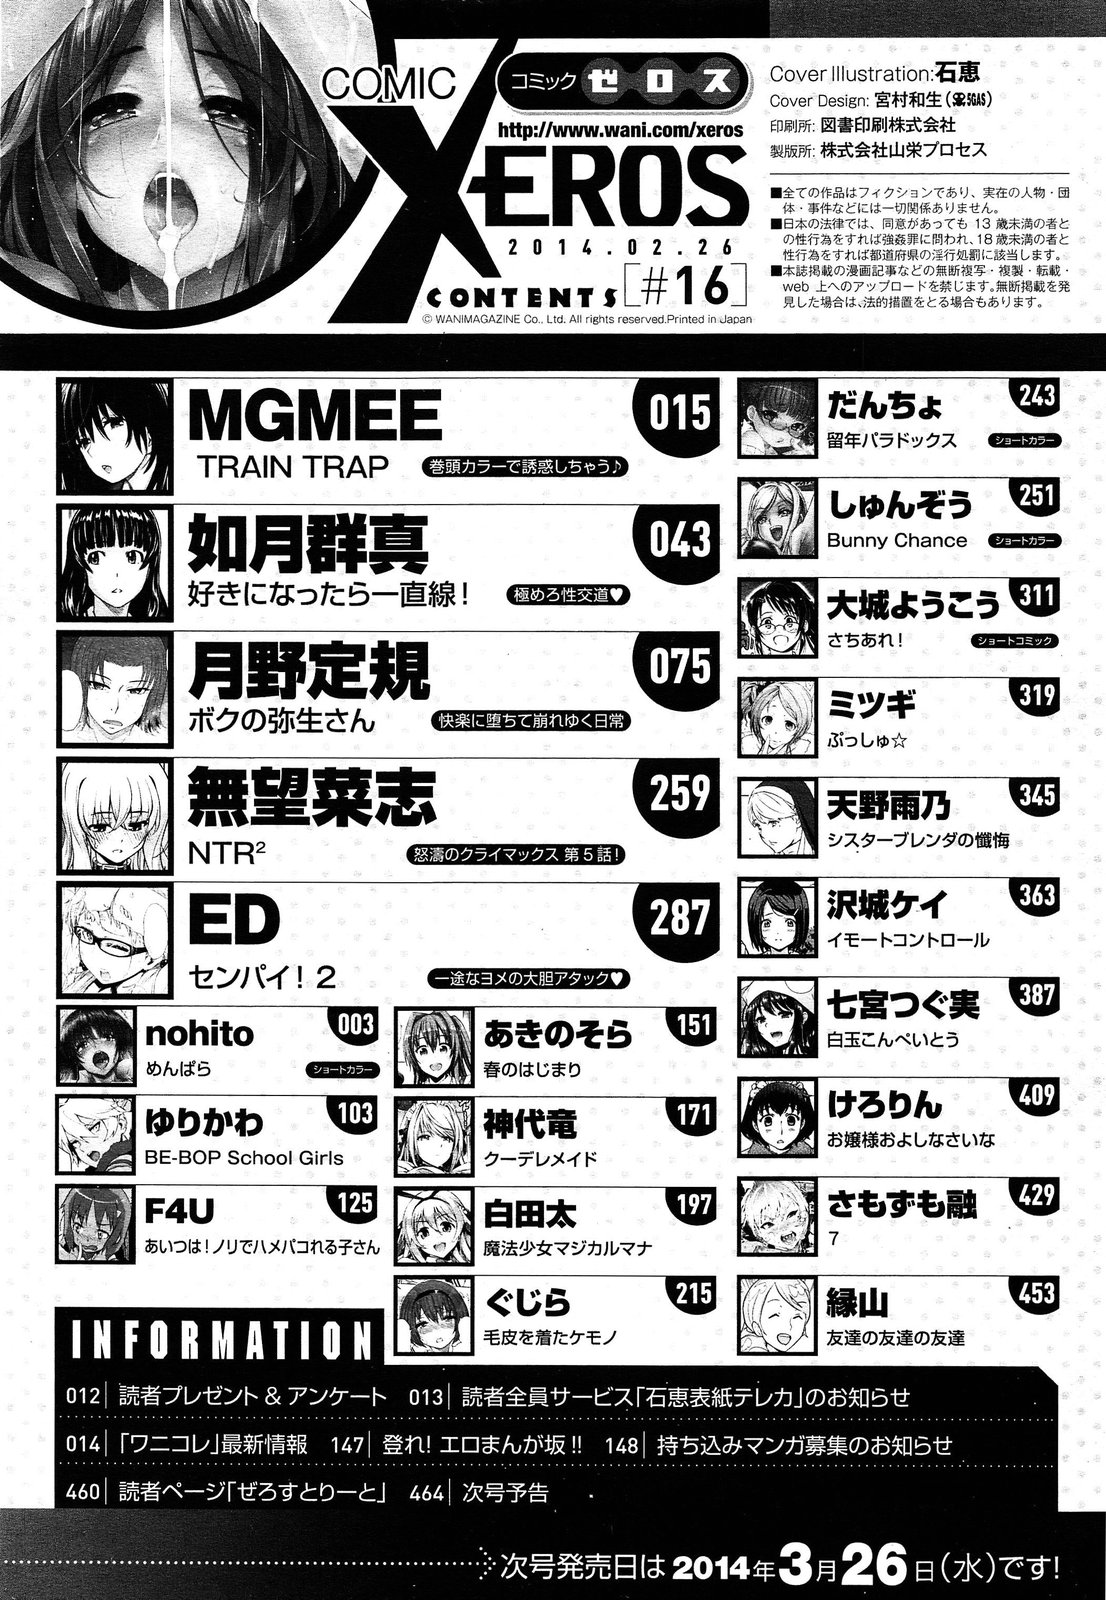 COMIC
コミック ゼロス
http://www.wani.com/xeros
XEROS
2014.02.26
CONTENTS [#16]
© WANIMAGAZINE Co., Ltd. All rights reserved.Printed in Japan
Cover Illustration:石恵
Cover Design: 宮村和生(5GAS)
印刷所: 図書印刷株式会社
製版所: 株式会社山栄プロセス
■全ての作品はフィクションであり、実在の人物・団
体・事件などには一切関係ありません。
■日本の法律では、同意があっても 13 歳未満の者と
の性行為をすれば強姦罪に問われ、18 歳未満の者と
性行為をすれば都道府県の淫行処罰に該当します。
■本誌掲載の漫画記事などの無断複写・複製・転載・
web 上へのアップロードを禁じます。無断掲載を発
見した場合は、法的措置をとる場合もあります。
MGMEE 015
TRAIN TRAP 巻頭カラーで誘惑しちゃう♪
如月群真 043
好きになったら一直線! 極めろ性交道♥
月野定規 075
ボクの弥生さん 快楽に堕ちて崩れゆく日常
無望菜志 259
NTR² 怒濤のクライマックス 第5話!
ED 287
センパイ! 2 一途なヨメの大胆アタック♥
nohito 003
めんぱら ショートカラー
ゆりかわ 103
BE-BOP School Girls
F4U 125
あいつは!ノリでハメパコれる子さん
あきのそら 151
春のはじまり
神代竜 171
クーデレメイド
白田太 197
魔法少女マジカルマナ
ぐじら 215
毛皮を着たケモノ
だんちょ 243
留年パラドックス ショートカラー
しゅんぞう 251
Bunny Chance ショートカラー
大城ようこう 311
さちあれ! ショートコミック
ミツギ 319
ぷっしゅ☆
天野雨乃 345
シスターブレンダの懺悔
沢城ケイ 363
イモートコントロール
七宮つぐ実 387
白玉こんぺいとう
けろりん 409
お嬢様およしなさいな
さもずも融 429
7
縁山 453
友達の友達の友達
INFORMATION
012 読者プレゼント & アンケート 013 読者全員サービス「石恵表紙テレカ」のお知らせ
014 「ワニコレ」最新情報 147 登れ! エロまんが坂!! 148 持ち込みマンガ募集のお知らせ
460 読者ページ「ぜろすとりーと」 464 次号予告
次号発売日は 2014年3月26日(水)です!